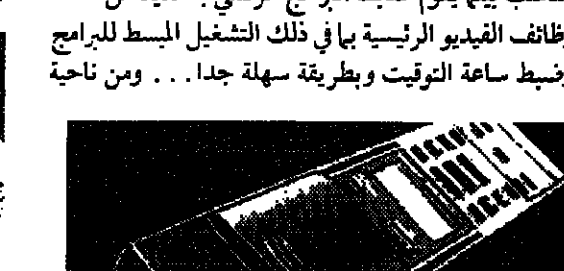 وظائف الفيديو الرئيسية بما في ذلك التشغيل المبسط للبرامج
وضبط ساعة التوقيت وبطريقة سهلة جدا . . . ومن ناحية